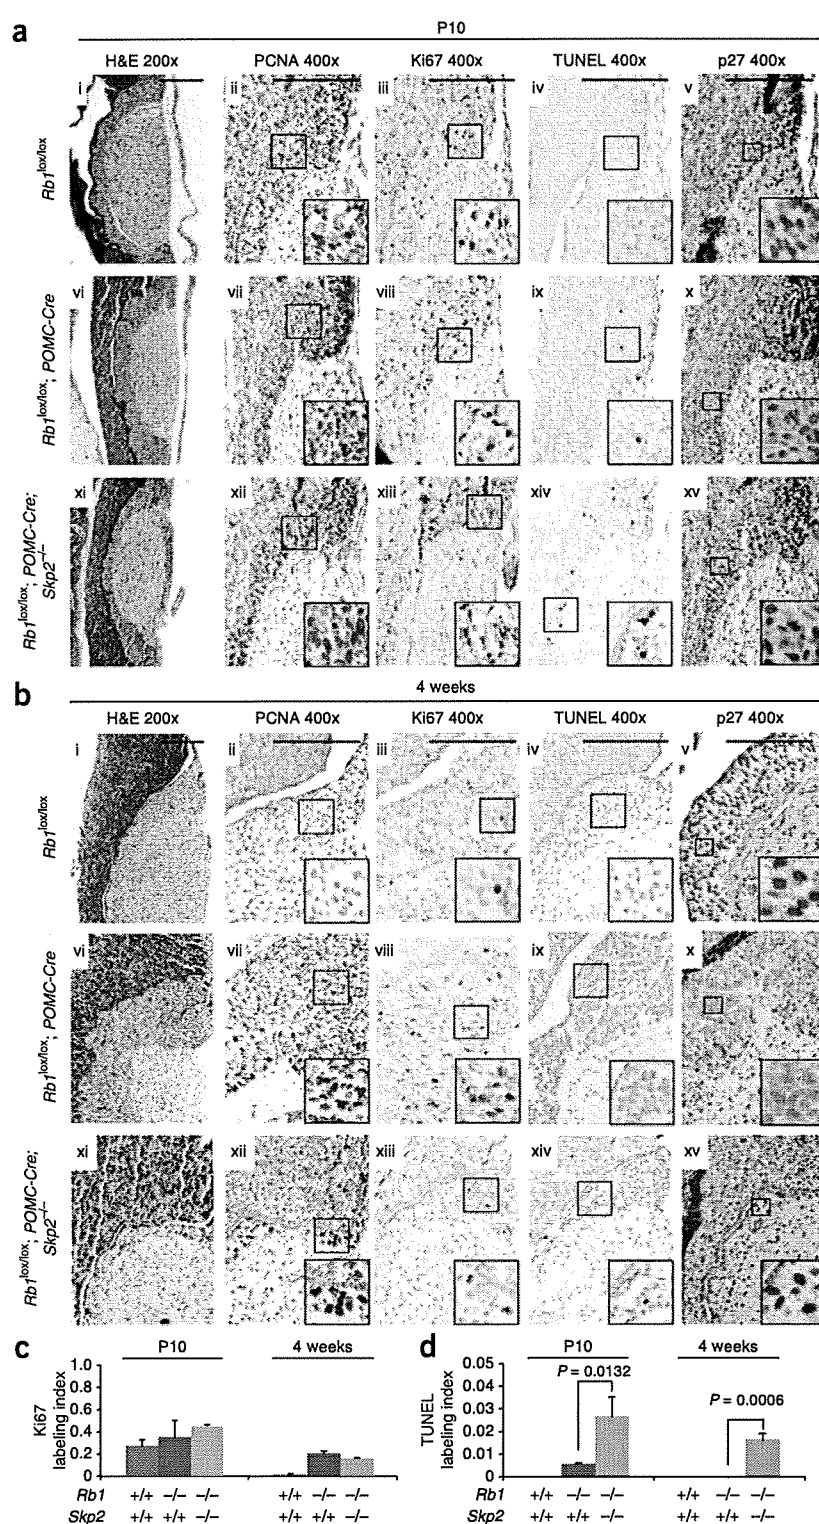 a
P10
H&E 200x PCNA 400x Ki67 400x TUNEL 400x p27 400x
Rb1lox/lox
i ii iii iv v
Rb1lox/lox; POMC-Cre
vi vii viii ix x
Rb1lox/lox; POMC-Cre;
Skp2–/–
xi xii xiii xiv xv
b
4 weeks
H&E 200x PCNA 400x Ki67 400x TUNEL 400x p27 400x
Rb1lox/lox
i ii iii iv v
Rb1lox/lox; POMC-Cre
vi vii viii ix x
Rb1lox/lox; POMC-Cre;
Skp2–/–
xi xii xiii xiv xv
c
P10 4 weeks
Ki67
labeling index
1.0
0.8
0.6
0.4
0.2
0
Rb1 +/+ –/– –/– +/+ –/– –/–
Skp2 +/+ +/+ –/– +/+ +/+ –/–
d
P10 4 weeks
TUNEL
labeling index
0.05
0.04
0.03
0.02
0.01
0
P = 0.0132
P = 0.0006
+/+ –/– –/– +/+ –/– –/–
+/+ +/+ –/– +/+ +/+ –/–